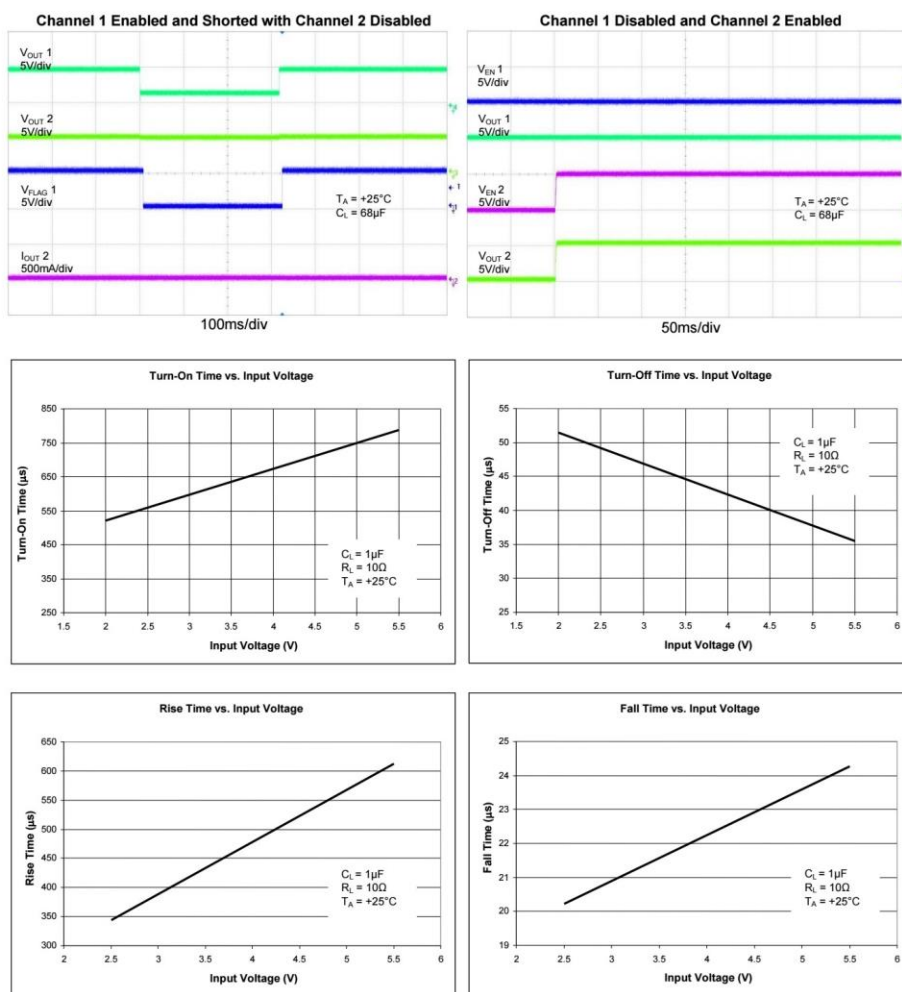 Channel 1 Enabled and Shorted with Channel 2 Disabled
VOUT 1
5V/div
VOUT 2
5V/div
VFLAG 1
5V/div
TA = +25°C
CL = 68µF
IOUT 2
500mA/div
100ms/div
Channel 1 Disabled and Channel 2 Enabled
VEN 1
5V/div
VOUT 1
5V/div
VEN 2
5V/div
TA = +25°C
CL = 68µF
VOUT 2
5V/div
50ms/div
Turn-On Time vs. Input Voltage
Turn-On Time (µs)
850
750
650
550
450
350
250
CL = 1µF
RL = 10Ω
TA = +25°C
1.5 2 2.5 3 3.5 4 4.5 5 5.5 6
Input Voltage (V)
Turn-Off Time vs. Input Voltage
Turn-Off Time (µs)
55
50
45
40
35
30
25
CL = 1µF
RL = 10Ω
TA = +25°C
1.5 2 2.5 3 3.5 4 4.5 5 5.5 6
Input Voltage (V)
Rise Time vs. Input Voltage
Rise Time (µs)
650
600
550
500
450
400
350
300
CL = 1µF
RL = 10Ω
TA = +25°C
2 2.5 3 3.5 4 4.5 5 5.5 6
Input Voltage (V)
Fall Time vs. Input Voltage
Fall Time (µs)
25
24
23
22
21
20
19
CL = 1µF
RL = 10Ω
TA = +25°C
2 2.5 3 3.5 4 4.5 5 5.5 6
Input Voltage (V)